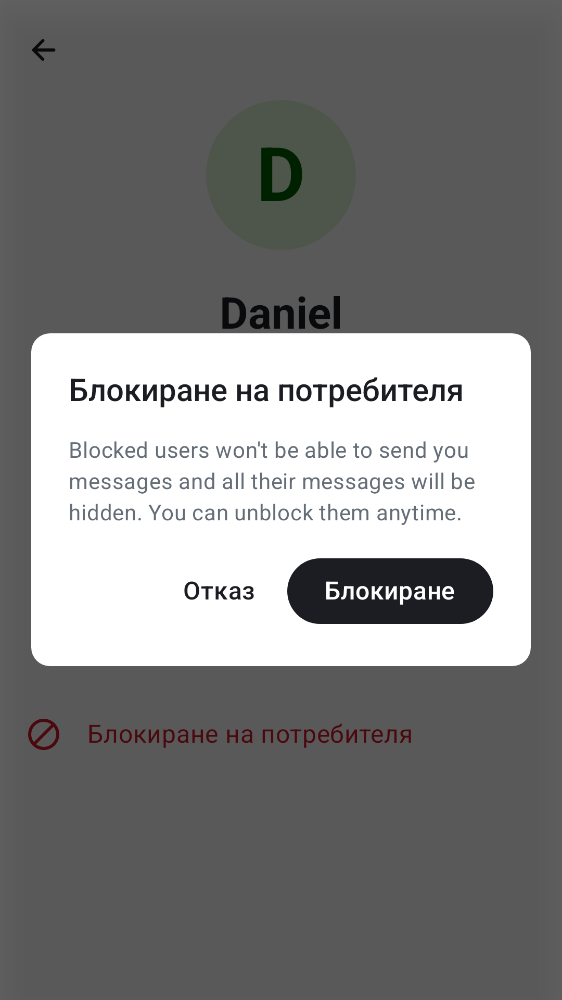 D
Daniel
Блокиране на потребителя
Blocked users won't be able to send you
messages and all their messages will be
hidden. You can unblock them anytime.
Отказ Блокиране
Блокиране на потребителя